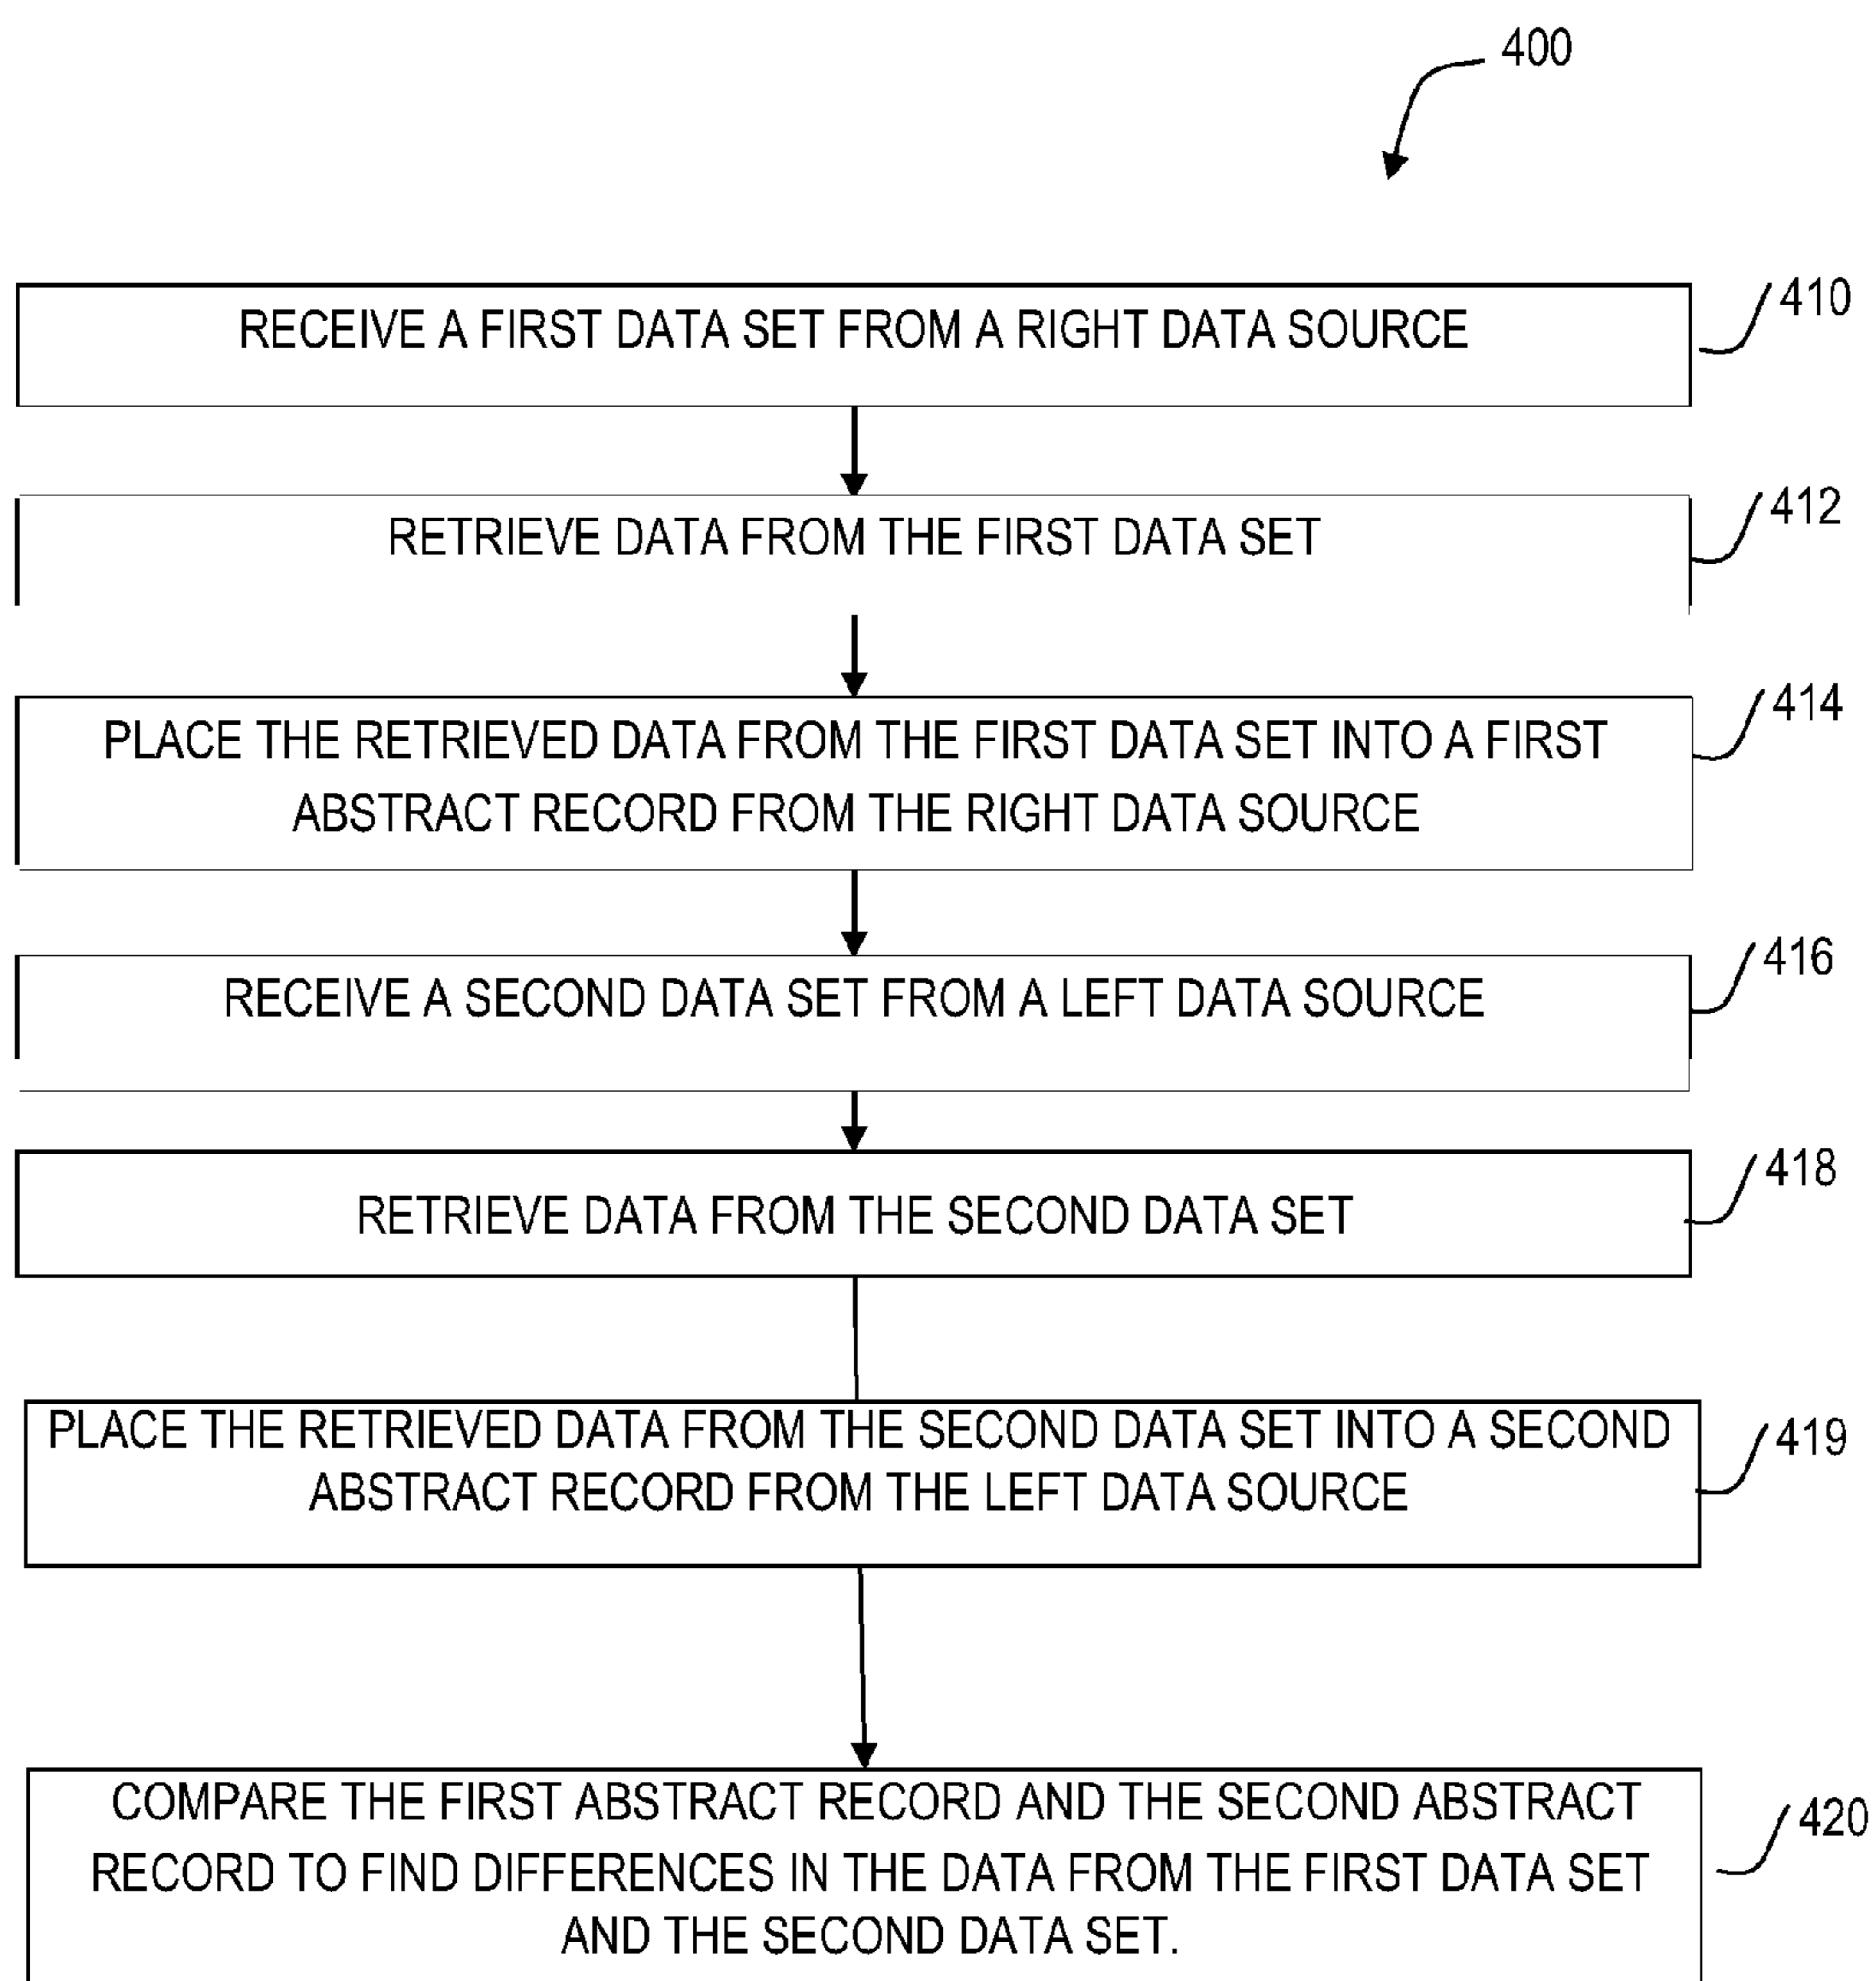 400
RECEIVE A FIRST DATA SET FROM A RIGHT DATA SOURCE
410
RETRIEVE DATA FROM THE FIRST DATA SET
412
PLACE THE RETRIEVED DATA FROM THE FIRST DATA SET INTO A FIRST
ABSTRACT RECORD FROM THE RIGHT DATA SOURCE
414
RECEIVE A SECOND DATA SET FROM A LEFT DATA SOURCE
416
RETRIEVE DATA FROM THE SECOND DATA SET
418
PLACE THE RETRIEVED DATA FROM THE SECOND DATA SET INTO A SECOND
ABSTRACT RECORD FROM THE LEFT DATA SOURCE
419
COMPARE THE FIRST ABSTRACT RECORD AND THE SECOND ABSTRACT
RECORD TO FIND DIFFERENCES IN THE DATA FROM THE FIRST DATA SET
AND THE SECOND DATA SET.
420